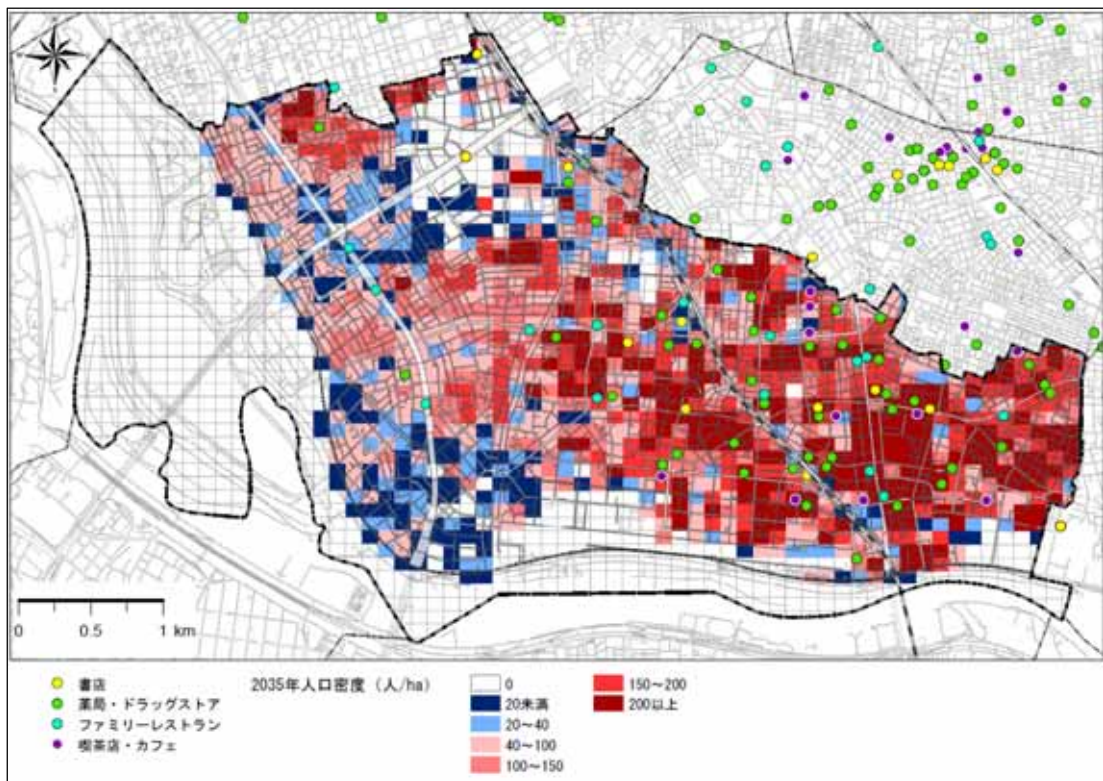 0 0.5 1 km
書店
薬局・ドラッグストア
ファミリーレストラン
喫茶店・カフェ
2035年人口密度（人/ha）
0
20未満
20～40
40～100
100～150
150～200
200以上